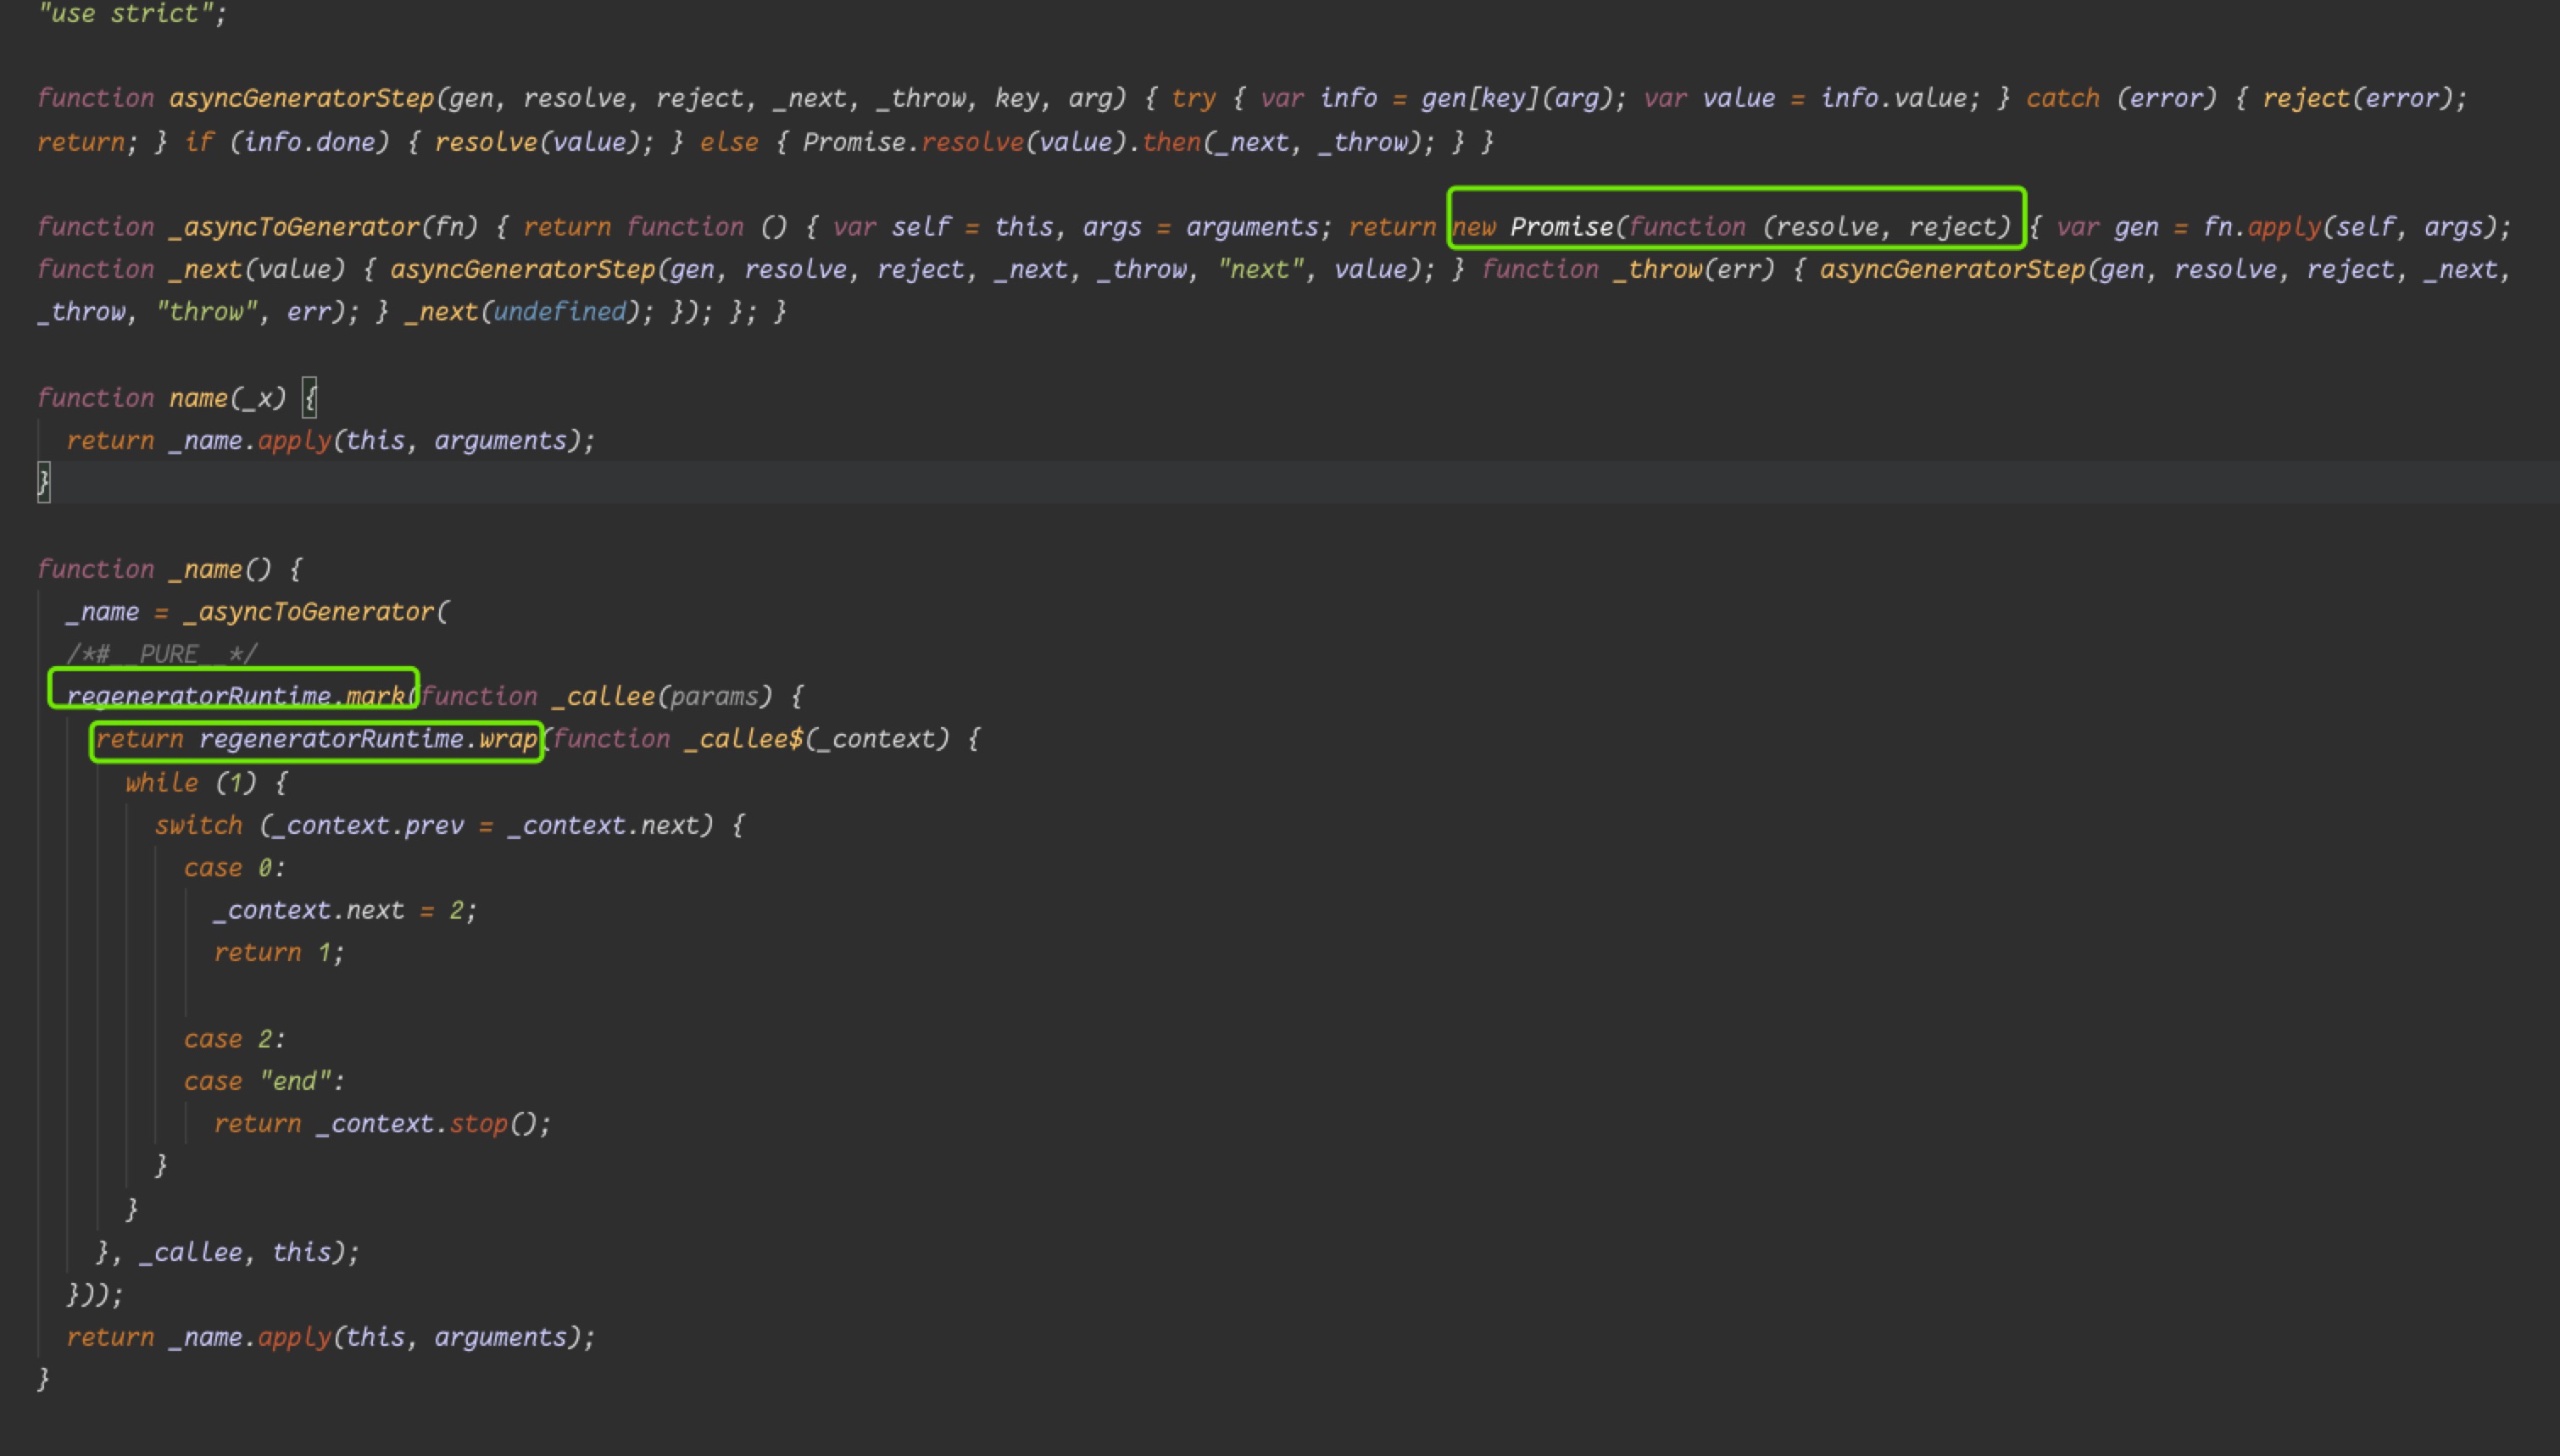 "use strict";
function asyncGeneratorStep(gen, resolve, reject, _next, _throw, key, arg) { try { var info = gen[key](arg); var value = info.value; } catch (error) { reject(error);
return; } if (info.done) { resolve(value); } else { Promise.resolve(value).then(_next, _throw); } }
function _asyncToGenerator(fn) { return function () { var self = this, args = arguments; return new Promise(function (resolve, reject) { var gen = fn.apply(self, args);
function _next(value) { asyncGeneratorStep(gen, resolve, reject, _next, _throw, "next", value); } function _throw(err) { asyncGeneratorStep(gen, resolve, reject, _next,
_throw, "throw", err); } _next(undefined); }); }; }
function name(_x) {
return _name.apply(this, arguments);
}
function _name() {
_name = _asyncToGenerator(
/*#__PURE__*/
regeneratorRuntime.mark(function _callee(params) {
return regeneratorRuntime.wrap(function _callee$(_context) {
while (1) {
switch (_context.prev = _context.next) {
case 0:
_context.next = 2;
return 1;
case 2:
case "end":
return _context.stop();
}
}
}, _callee, this);
}));
return _name.apply(this, arguments);
}